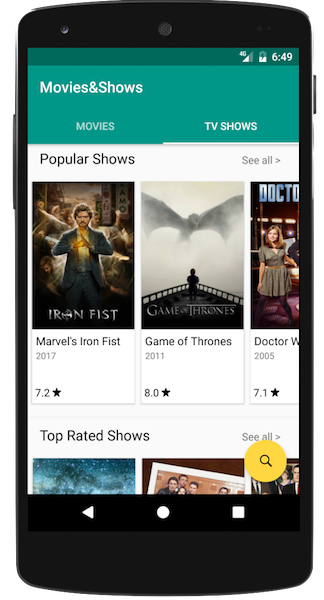 4G 6:49
Movies&Shows
MOVIES TV SHOWS
Popular Shows See all >
IRON FIST
GAME OF THRONES
DOCTO
Marvel's Iron Fist
2017
7.2 ★
Game of Thrones
2011
8.0 ★
Doctor W
2005
7.1 ★
Top Rated Shows See all >